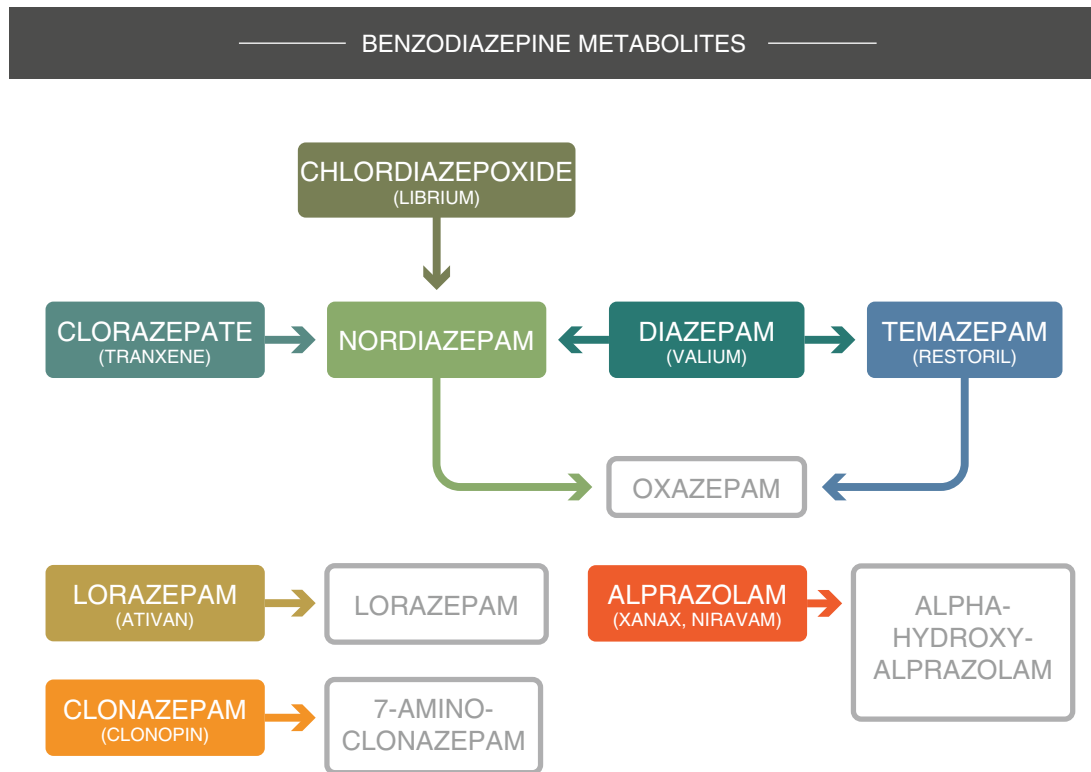 BENZODIAZEPINE METABOLITES
CHLORDIAZEPOXIDE
(LIBRIUM)
CLORAZEPATE
(TRANXENE)
NORDIAZEPAM
DIAZEPAM
(VALIUM)
TEMAZEPAM
(RESTORIL)
OXAZEPAM
LORAZEPAM
(ATIVAN)
LORAZEPAM
ALPRAZOLAM
(XANAX, NIRAVAM)
ALPHA-
HYDROXY-
ALPRAZOLAM
CLONAZEPAM
(CLONOPIN)
7-AMINO-
CLONAZEPAM